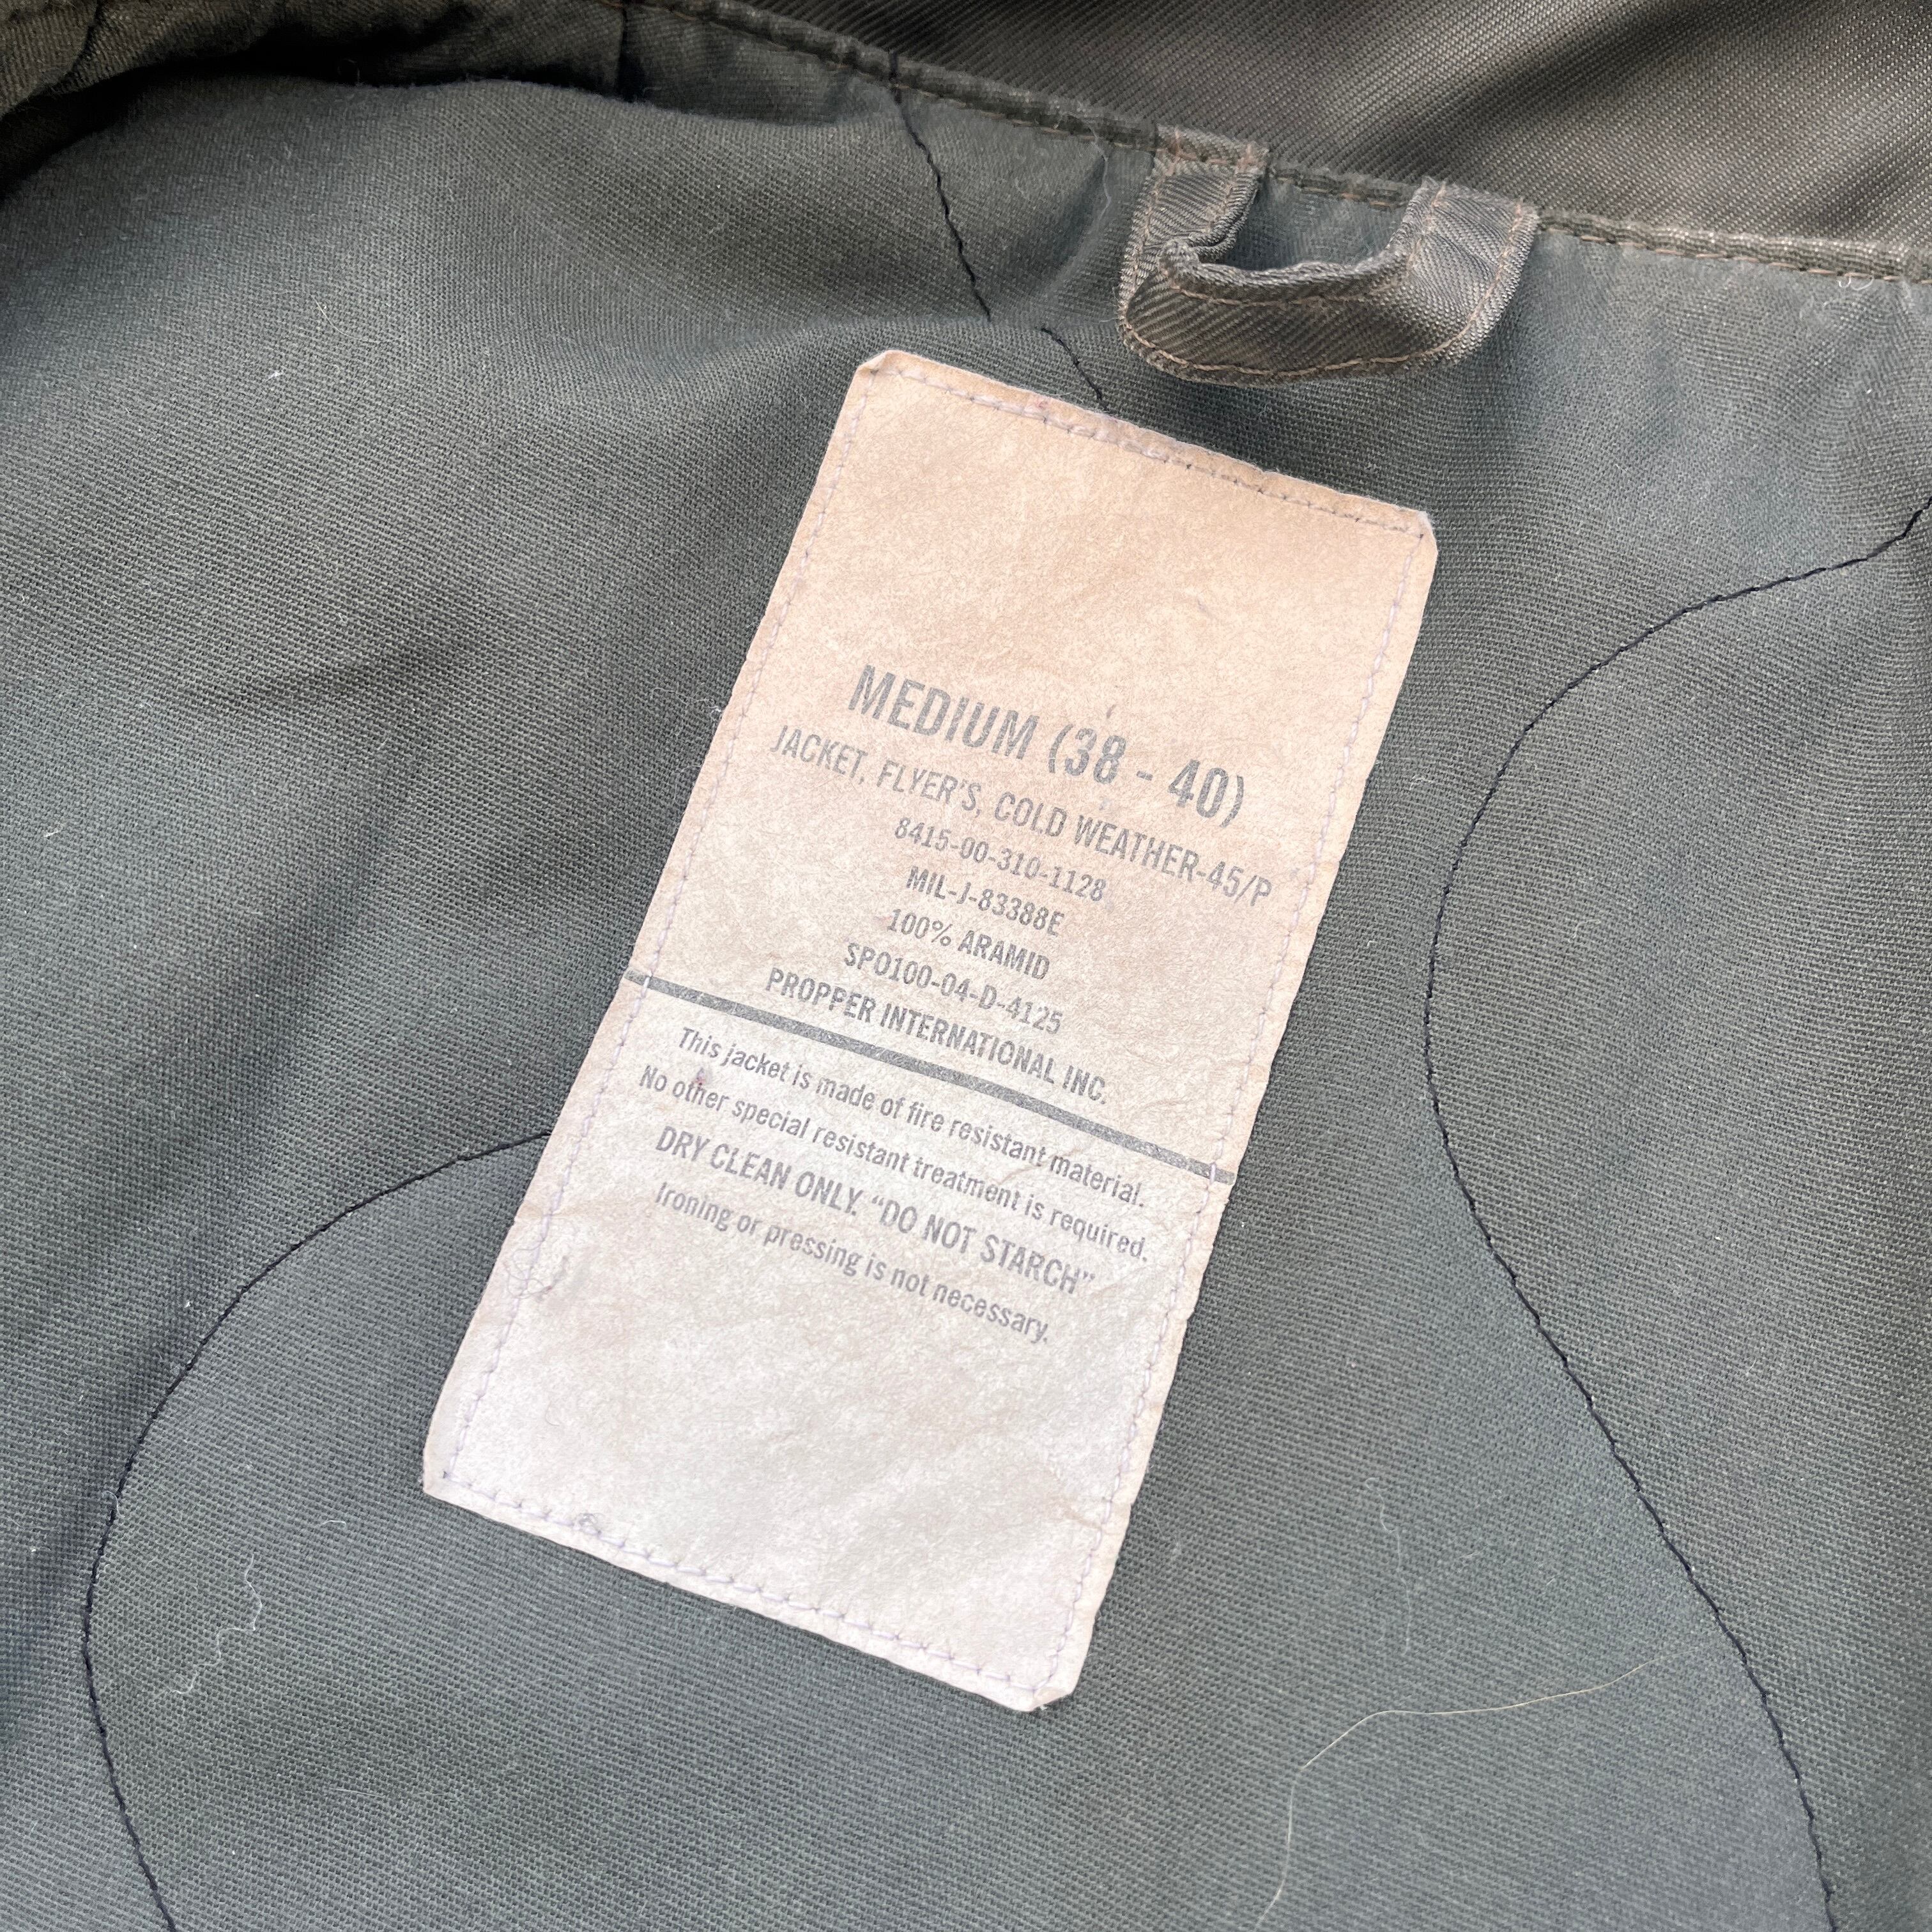 MEDIUM (38 - 40)
JACKET, FLYER'S, COLD WEATHER-45/P
8415-00-310-1128
MIL-J-83388E
100% ARAMID
SPO100-04-D-4125
PROPPER INTERNATIONAL INC.
This jacket is made of fire resistant material.
No other special resistant treatment is required.
DRY CLEAN ONLY. “DO NOT STARCH”
Ironing or pressing is not necessary.